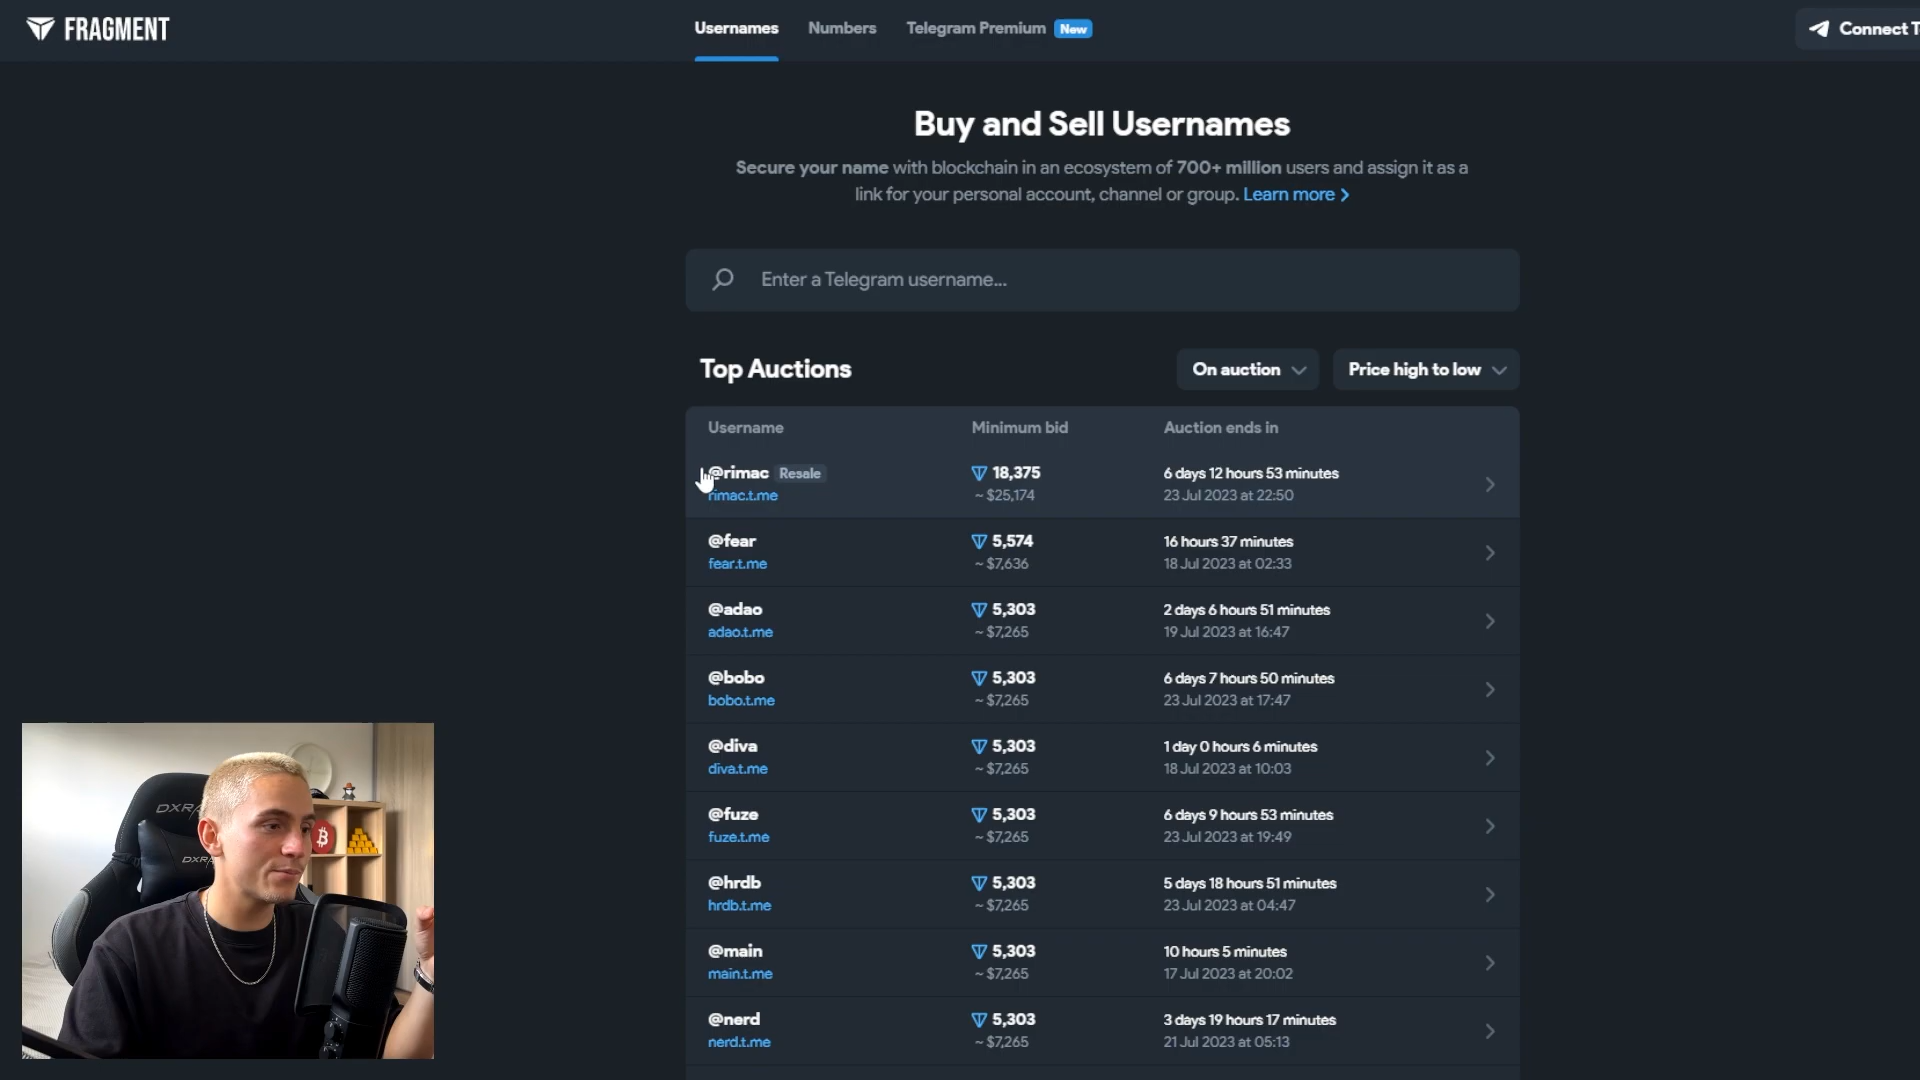 FRAGMENT
Usernames
Numbers
Telegram Premium New
Connect T
Buy and Sell Usernames
Secure your name with blockchain in an ecosystem of 700+ million users and assign it as a
link for your personal account, channel or group. Learn more >
Enter a Telegram username...
Top Auctions
On auction
Price high to low
Username Minimum bid Auction ends in
@rimac Resale 18,375 6 days 12 hours 53 minutes
rimac.t.me ~ $25,174 23 Jul 2023 at 22:50
@fear 5,574 16 hours 37 minutes
fear.t.me ~ $7,636 18 Jul 2023 at 02:33
@adao 5,303 2 days 6 hours 51 minutes
adao.t.me ~ $7,265 19 Jul 2023 at 16:47
@bobo 5,303 6 days 7 hours 50 minutes
bobo.t.me ~ $7,265 23 Jul 2023 at 17:47
@diva 5,303 1 day 0 hours 6 minutes
diva.t.me ~ $7,265 18 Jul 2023 at 10:03
@fuze 5,303 6 days 9 hours 53 minutes
fuze.t.me ~ $7,265 23 Jul 2023 at 19:49
@hrdb 5,303 5 days 18 hours 51 minutes
hrdb.t.me ~ $7,265 23 Jul 2023 at 04:47
@main 5,303 10 hours 5 minutes
main.t.me ~ $7,265 17 Jul 2023 at 20:02
@nerd 5,303 3 days 19 hours 17 minutes
nerd.t.me ~ $7,265 21 Jul 2023 at 05:13
DXRA
DXRA